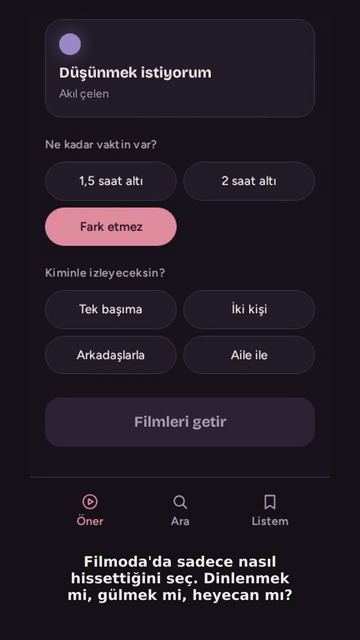 Düşünmek istiyorum
Akıl çelen
Ne kadar vaktin var?
1,5 saat altı
2 saat altı
Fark etmez
Kiminle izleyeceksin?
Tek başıma
İki kişi
Arkadaşlarla
Aile ile
Filmleri getir
Öner
Ara
Listem
Filmoda'da sadece nasıl
hissettiğini seç. Dinlenmek
mi, gülmek mi, heyecan mı?